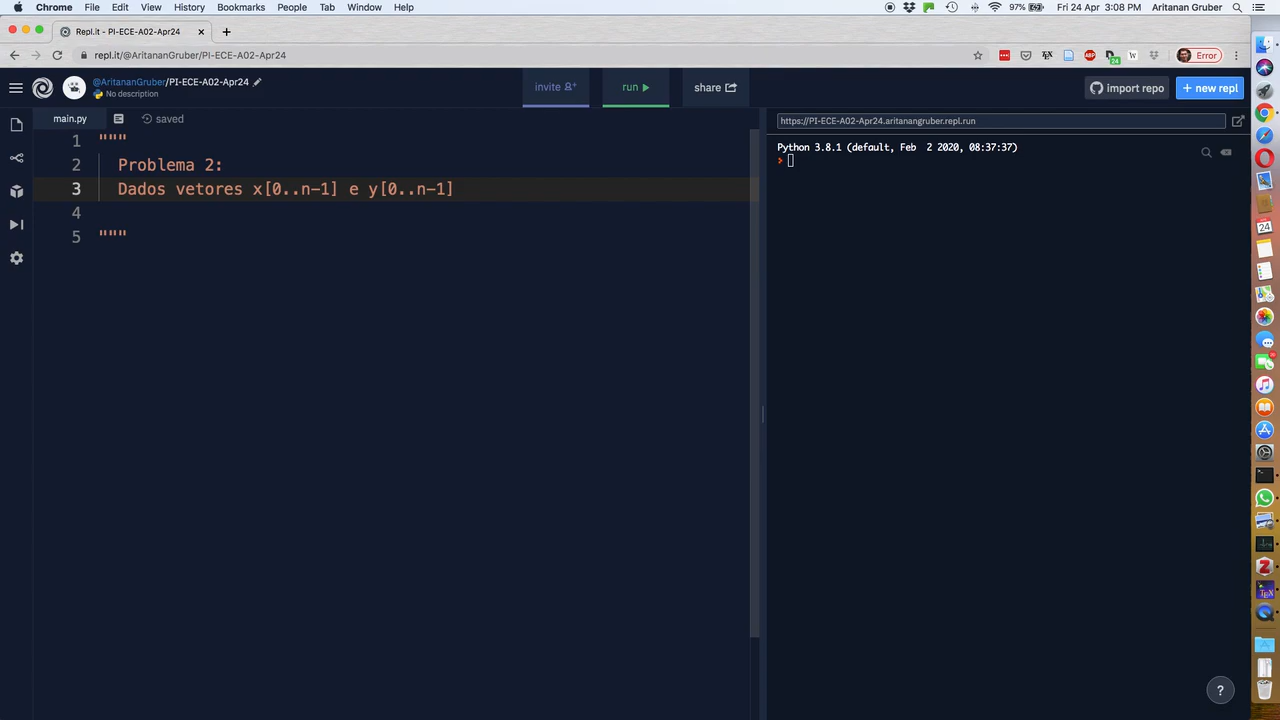 Chrome File Edit View History Bookmarks People Tab Window Help 97% Fri 24 Apr 3:08 PM Aritanan Gruber
Repl.it - PI-ECE-A02-Apr24
repl.it/@AritananGruber/PI-ECE-A02-Apr24 Error
@AritananGruber/PI-ECE-A02-Apr24
No description
invite run share import repo + new repl
main.py saved
https://PI-ECE-A02-Apr24.aritanangruber.repl.run
1 """
2 Problema 2:
3 Dados vetores x[0..n-1] e y[0..n-1]
4
5 """
Python 3.8.1 (default, Feb  2 2020, 08:37:37)
>
?